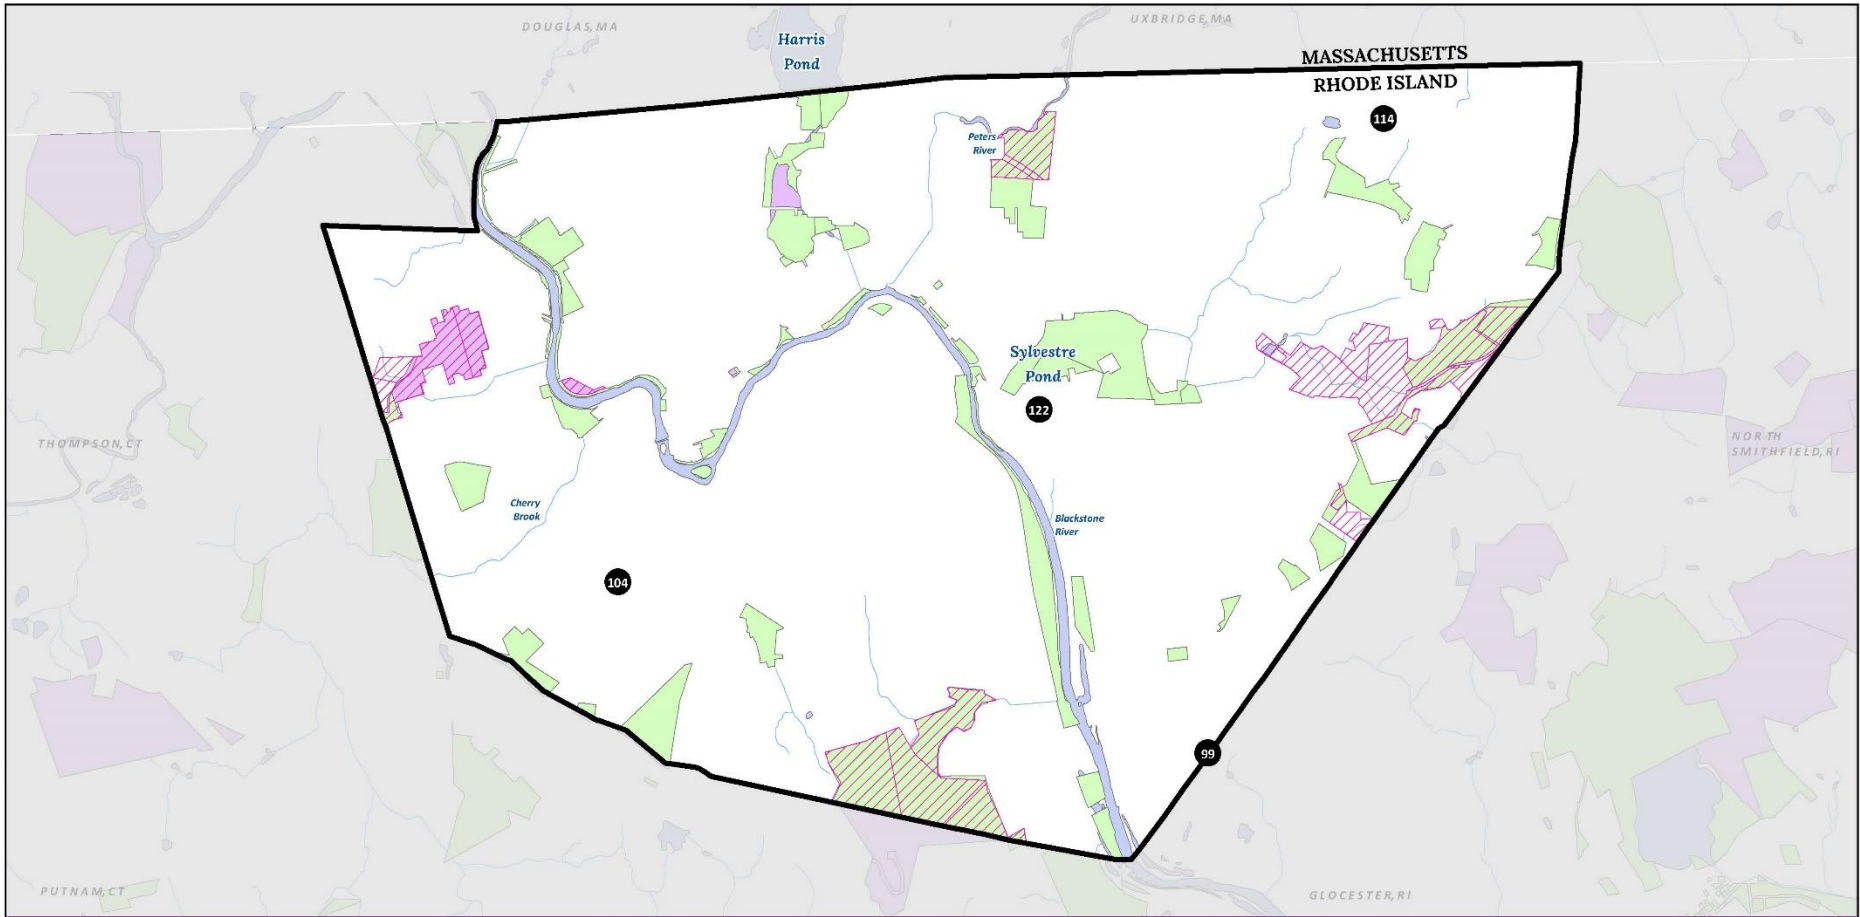 DOUGLAS,MA
UXBRIDGE,MA
Harris
Pond
MASSACHUSETTS
RHODE ISLAND
114
Peters
River
Sylvestre
Pond
122
THOMPSON,CT
NORTH
SMITHFIELD,RI
Cherry
Brook
Blackstone
River
104
99
PUTNAM,CT
GLOCESTER,RI